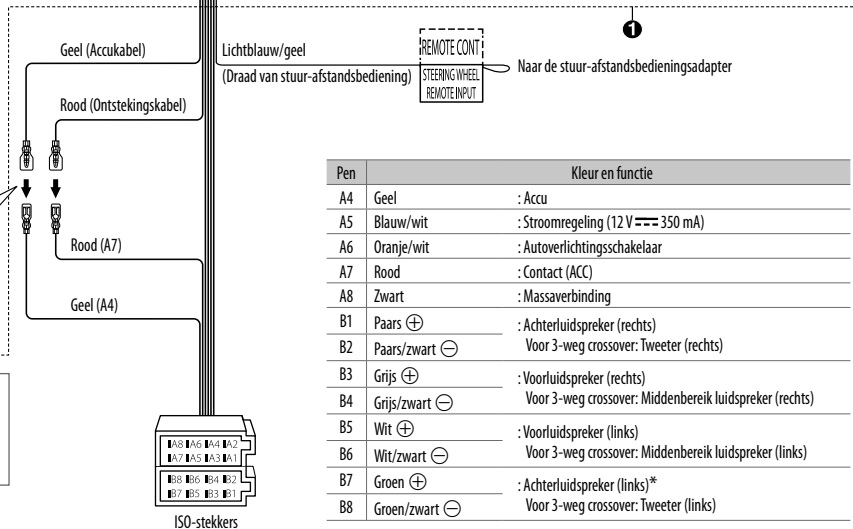 ❶
Geel (Accukabel)
Lichtblauw/geel
REMOTE CONT
Naar de stuur-afstandsbedieningsadapter
(Draad van stuur-afstandsbediening)
STEERING WHEEL
REMOTE INPUT
Rood (Ontstekingskabel)
Rood (A7)
Geel (A4)
Pen Kleur en functie
A4 Geel : Accu
A5 Blauw/wit : Stroomregeling (12 V ⎓ 350 mA)
A6 Oranje/wit : Autoverlichtingsschakelaar
A7 Rood : Contact (ACC)
A8 Zwart : Massaverbinding
B1 Paars ⊕ : Achterluidspreker (rechts)
B2 Paars/zwart ⊖ Voor 3-weg crossover: Tweeter (rechts)
B3 Grijs ⊕ : Voorluidspreker (rechts)
B4 Grijs/zwart ⊖ Voor 3-weg crossover: Middenbereik luidspreker (rechts)
B5 Wit ⊕ : Voorluidspreker (links)
B6 Wit/zwart ⊖ Voor 3-weg crossover: Middenbereik luidspreker (links)
B7 Groen ⊕ : Achterluidspreker (links)*
B8 Groen/zwart ⊖ Voor 3-weg crossover: Tweeter (links)
A8 A6 A4 A2
A7 A5 A3 A1
B8 B6 B4 B2
B7 B5 B3 B1
ISO-stekkers